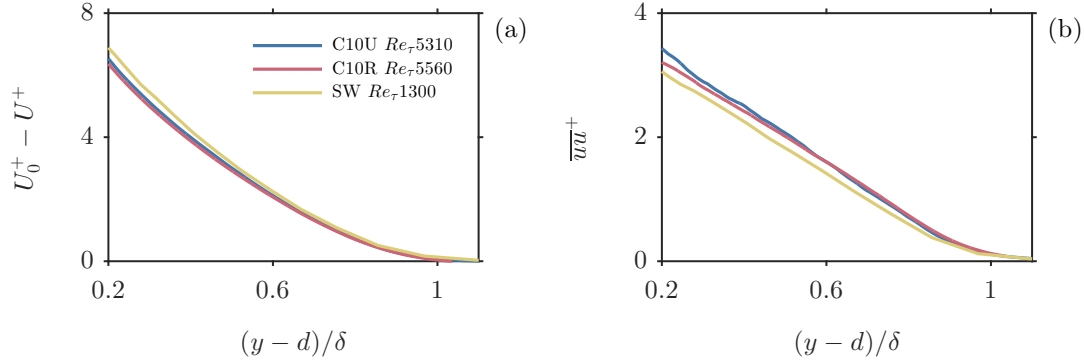 (a)
8
4
0
U₀⁺ − U⁺
C10U Reτ5310
C10R Reτ5560
SW Reτ1300
0.2 0.6 1
(y − d)/δ
(b)
4
2
0
u̅u̅⁺
0.2 0.6 1
(y − d)/δ